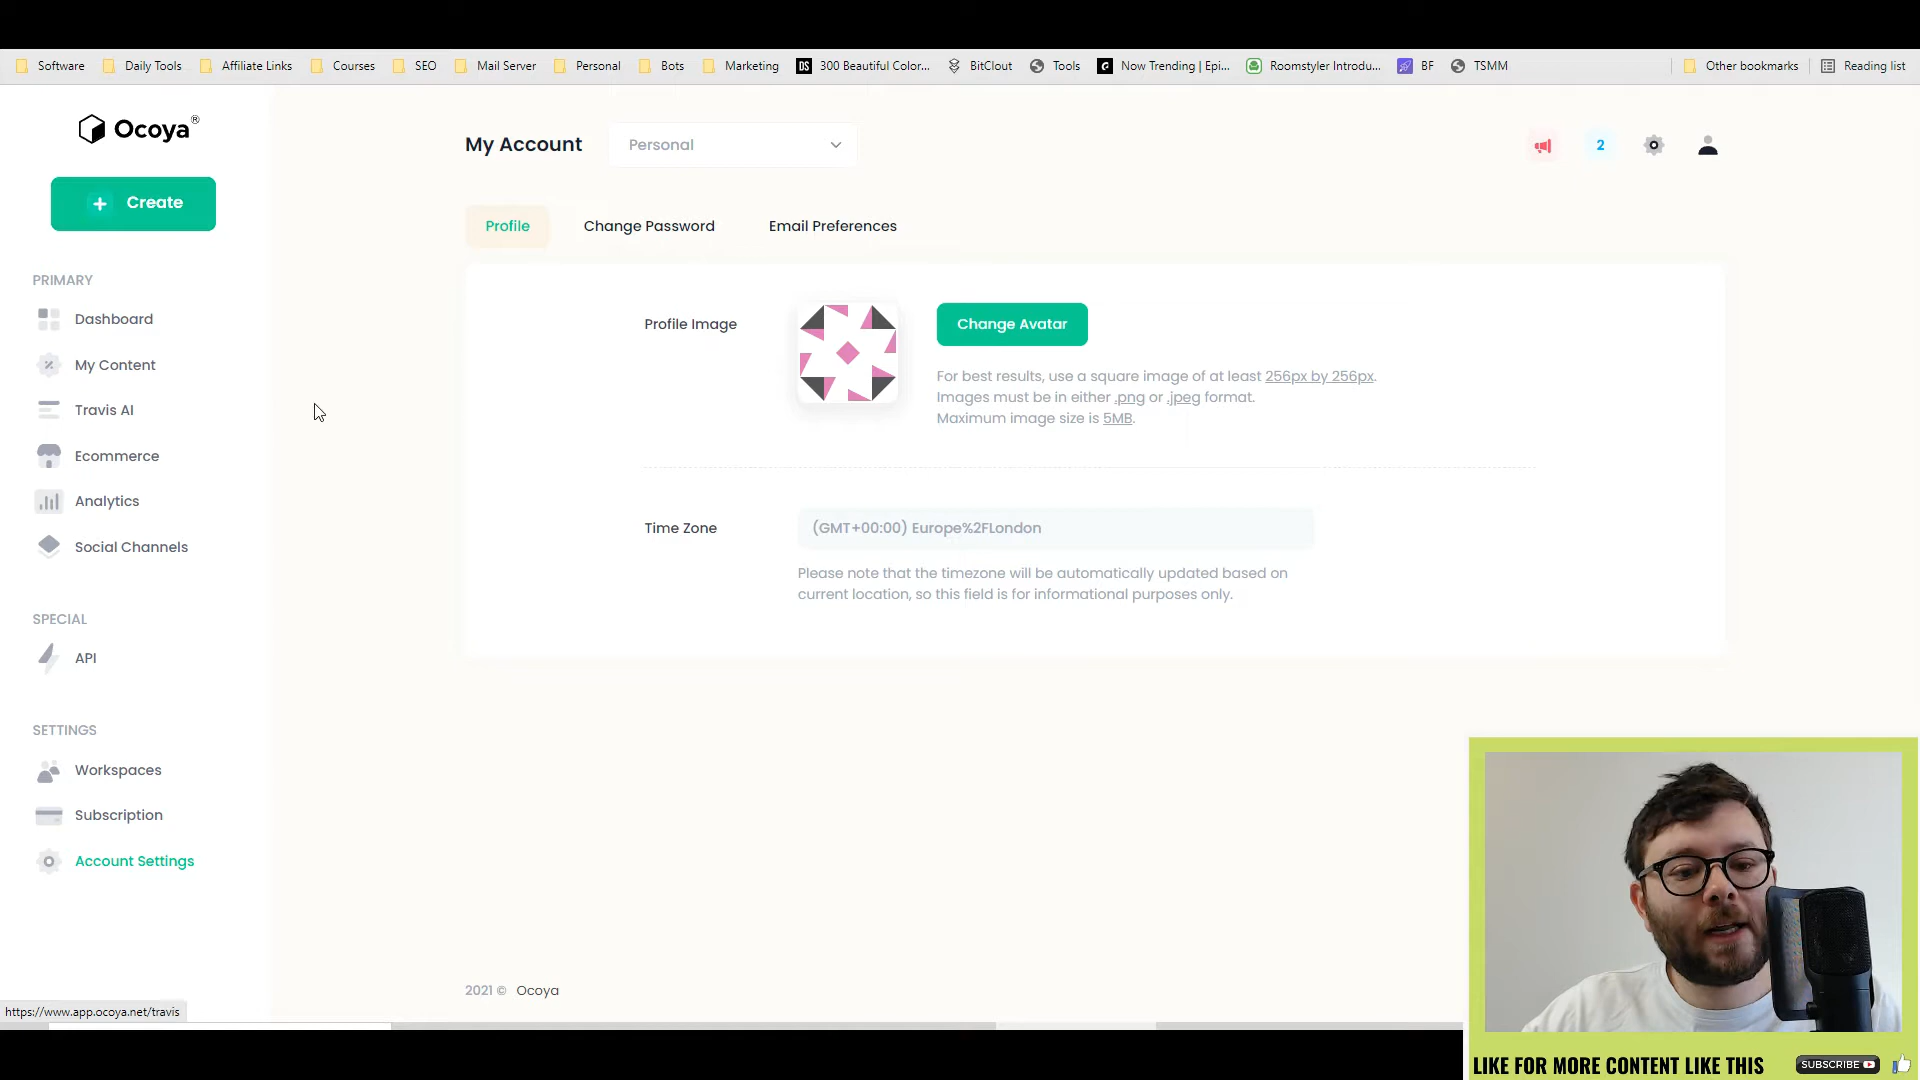 Software Daily Tools Affiliate Links Courses SEO Mail Server Personal Bots Marketing DS 300 Beautiful Color... BitClout Tools Now Trending | Epi... Roomstyler Introdu... BF TSMM Other bookmarks Reading list
Ocoya®
My Account
Personal
2
+ Create
Profile
Change Password
Email Preferences
PRIMARY
Dashboard
My Content
Travis AI
Ecommerce
Analytics
Social Channels
SPECIAL
API
SETTINGS
Workspaces
Subscription
Account Settings
Profile Image
Change Avatar
For best results, use a square image of at least 256px by 256px.
Images must be in either .png or .jpeg format.
Maximum image size is 5MB.
Time Zone
(GMT+00:00) Europe%2FLondon
Please note that the timezone will be automatically updated based on
current location, so this field is for informational purposes only.
2021 © Ocoya
https://www.app.ocoya.net/travis
LIKE FOR MORE CONTENT LIKE THIS
SUBSCRIBE